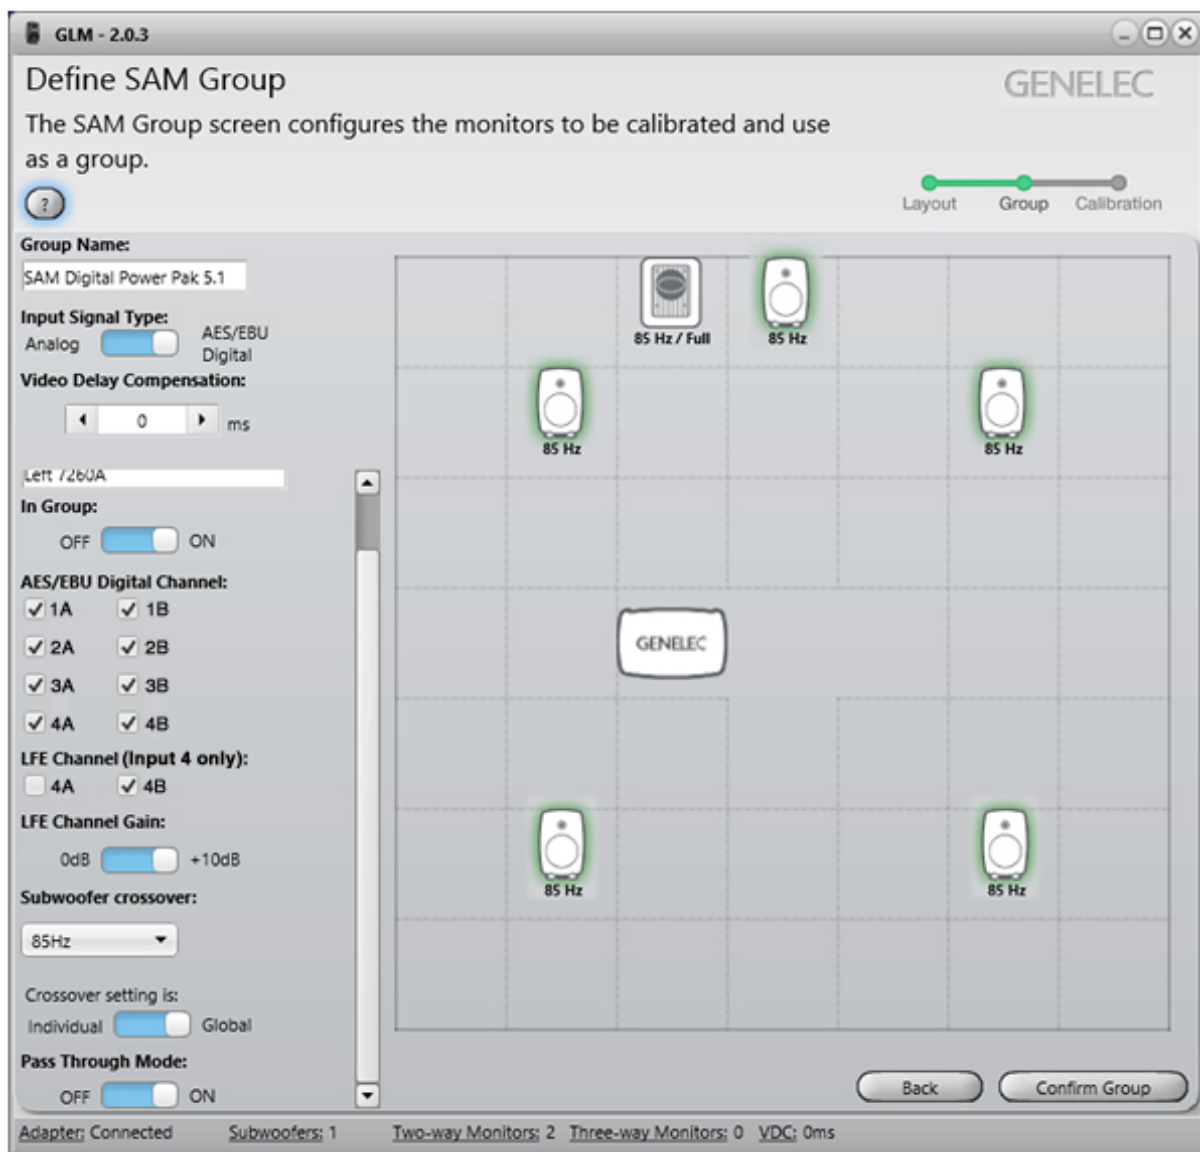 GLM - 2.0.3
Define SAM Group
GENELEC
The SAM Group screen configures the monitors to be calibrated and use
as a group.
?
Layout Group Calibration
Group Name:
SAM Digital Power Pak 5.1
Input Signal Type:
Analog
AES/EBU
Digital
Video Delay Compensation:
0 ms
Left 7260A
In Group:
OFF ON
AES/EBU Digital Channel:
1A 1B
2A 2B
3A 3B
4A 4B
LFE Channel (Input 4 only):
4A 4B
LFE Channel Gain:
0dB +10dB
Subwoofer crossover:
85Hz
Crossover setting is:
Individual Global
Pass Through Mode:
OFF ON
85 Hz / Full
85 Hz
85 Hz
85 Hz
GENELEC
85 Hz
85 Hz
Back
Confirm Group
Adapter: Connected Subwoofers: 1 Two-way Monitors: 2 Three-way Monitors: 0 VDC: 0ms